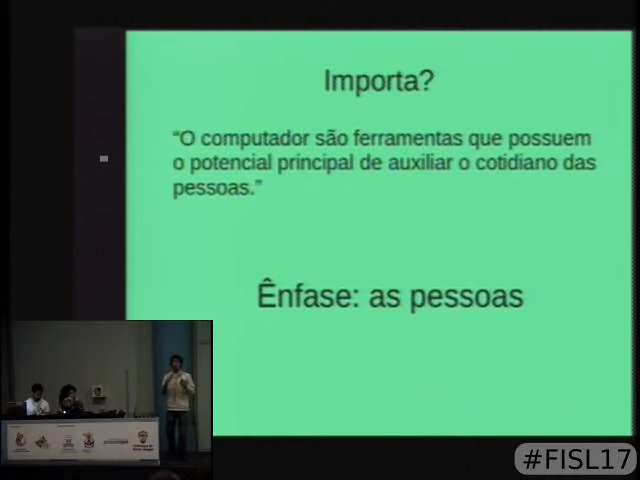 Importa?
“O computador são ferramentas que possuem
o potencial principal de auxiliar o cotidiano das
pessoas.”
Ênfase: as pessoas
#FISL17